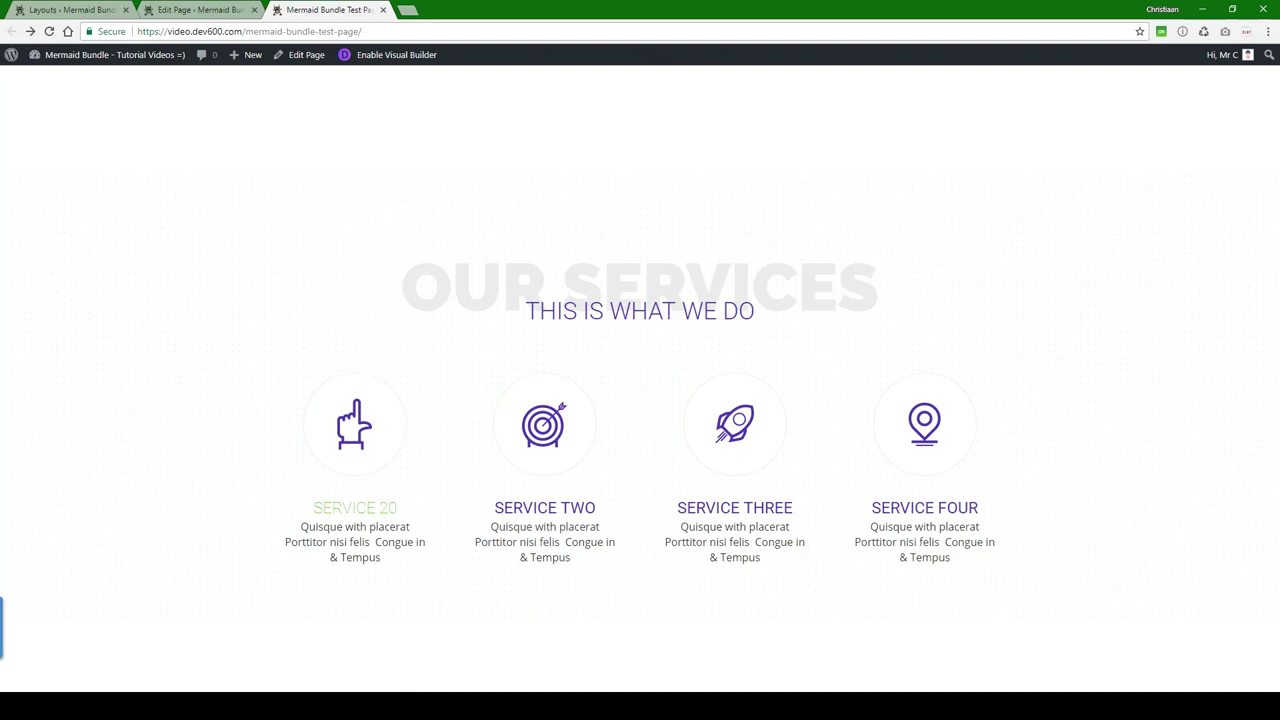 Layouts ‹ Mermaid Bund
Edit Page ‹ Mermaid Bun
Mermaid Bundle Test Pa
Christiaan
Secure
https://video.dev600.com/mermaid-bundle-test-page/
Mermaid Bundle - Tutorial Videos =)
0
New
Edit Page
D
Enable Visual Builder
Hi, Mr C
OUR SERVICES
THIS IS WHAT WE DO
SERVICE 20
Quisque with placerat
Porttitor nisi felis Congue in
& Tempus
SERVICE TWO
Quisque with placerat
Porttitor nisi felis Congue in
& Tempus
SERVICE THREE
Quisque with placerat
Porttitor nisi felis Congue in
& Tempus
SERVICE FOUR
Quisque with placerat
Porttitor nisi felis Congue in
& Tempus